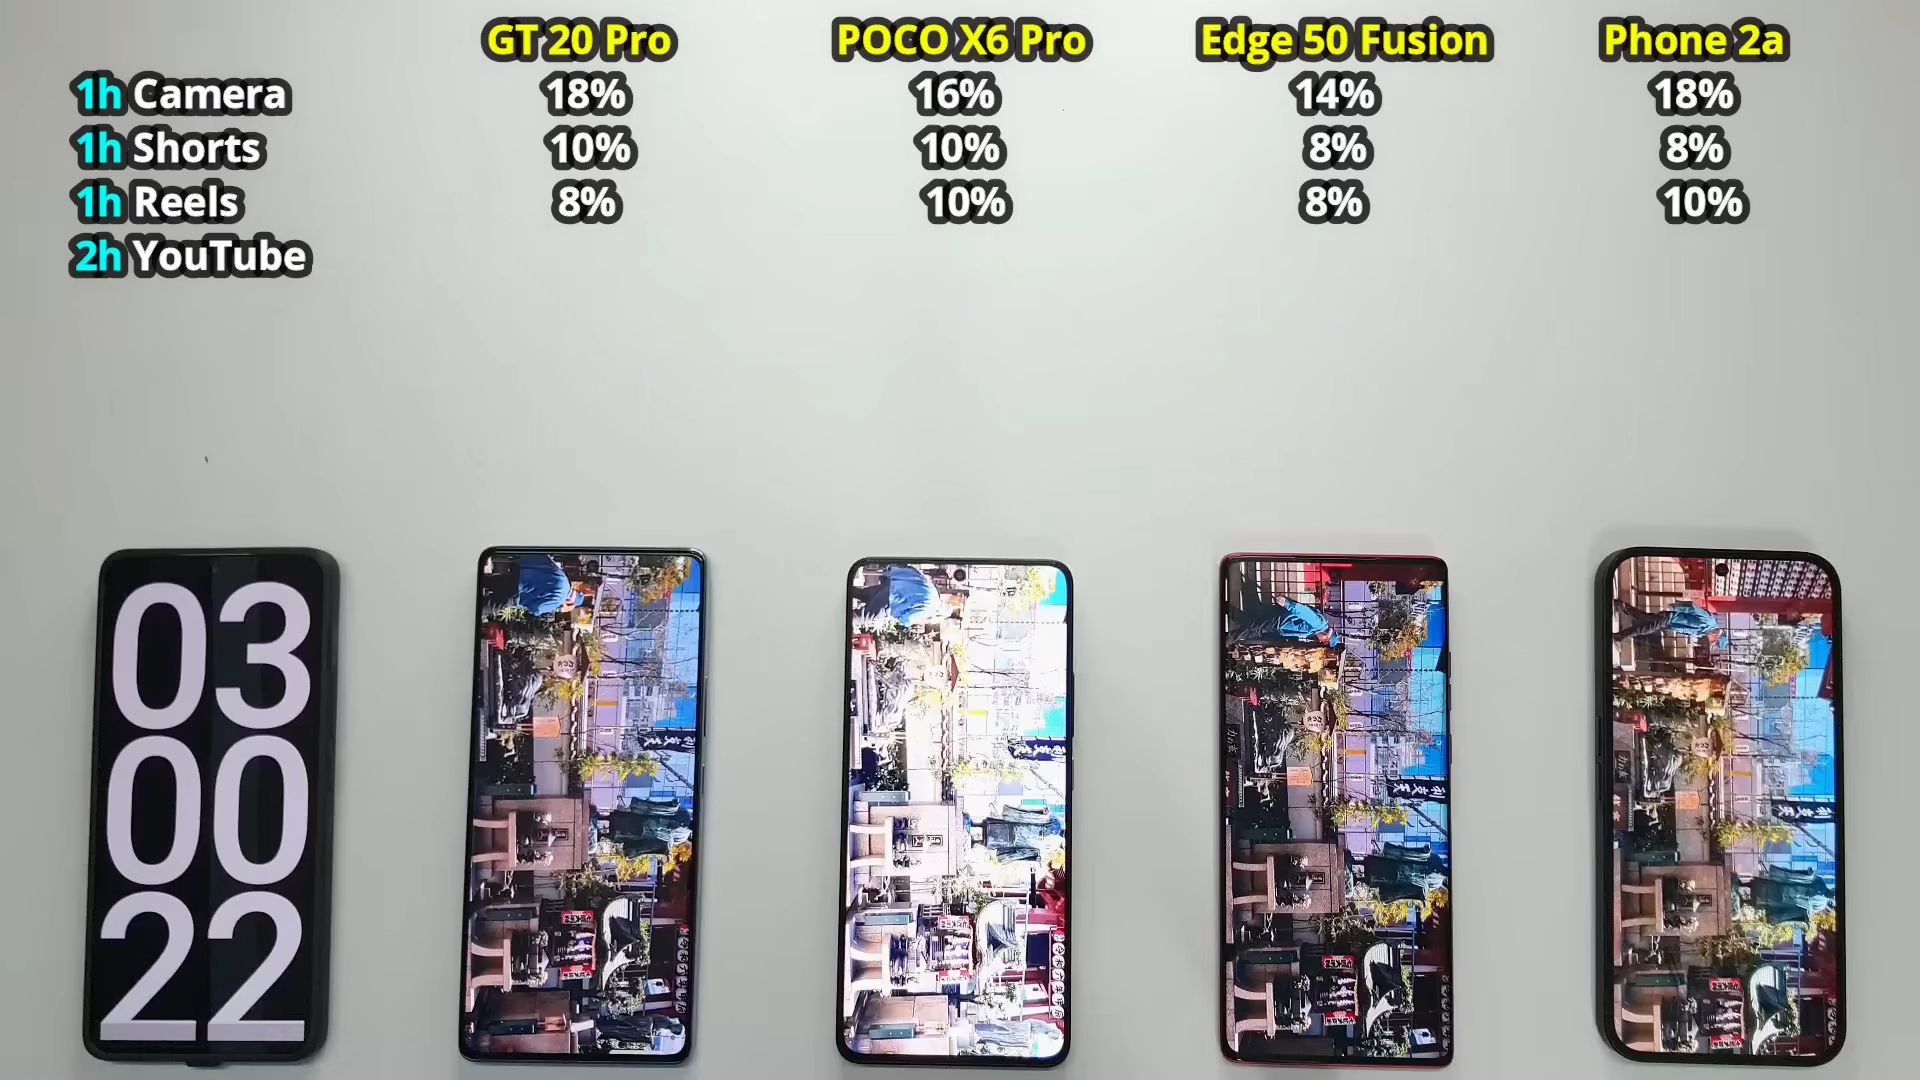 GT 20 Pro POCO X6 Pro Edge 50 Fusion Phone 2a
1h Camera 18% 16% 14% 18%
1h Shorts 10% 10% 8% 8%
1h Reels 8% 10% 8% 10%
2h YouTube
03
00
22